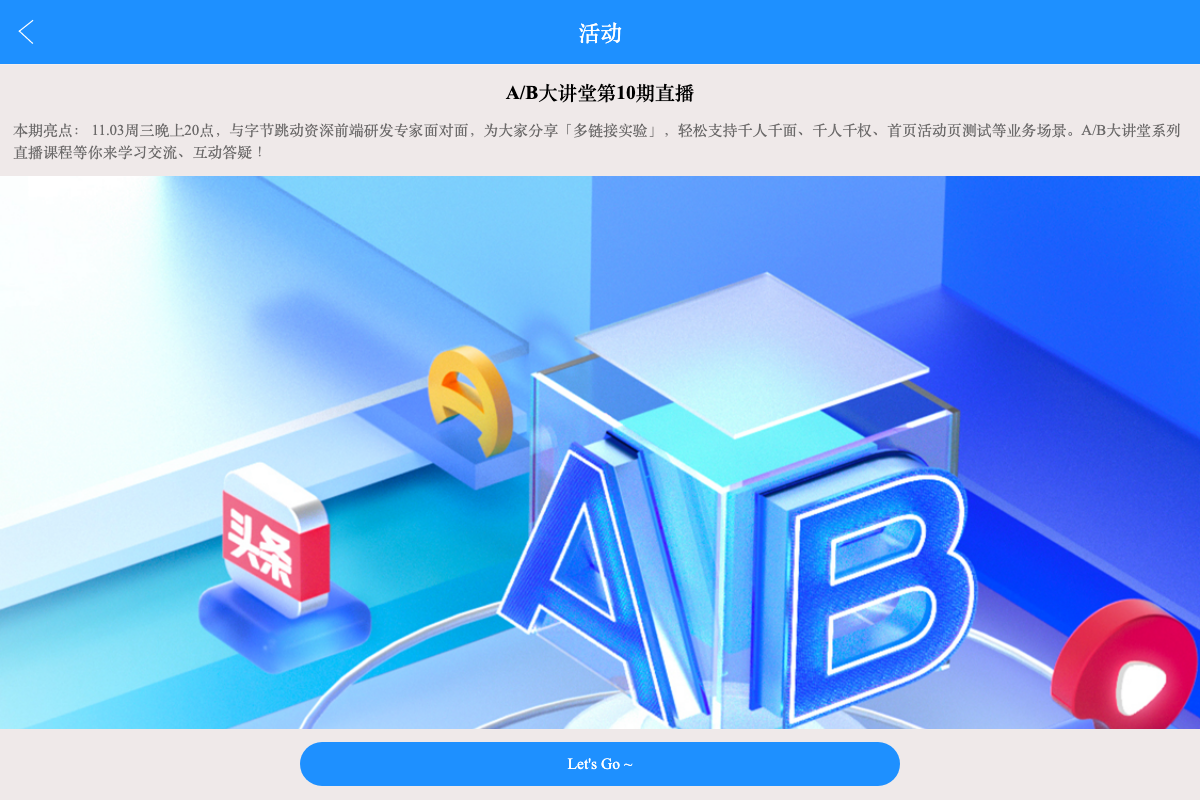 活动
A/B大讲堂第10期直播
本期亮点： 11.03周三晚上20点，与字节跳动资深前端研发专家面对面，为大家分享「多链接实验」，轻松支持千人千面、千人千权、首页活动页测试等业务场景。A/B大讲堂系列
直播课程等你来学习交流、互动答疑！
头条
A B
Let's Go ~